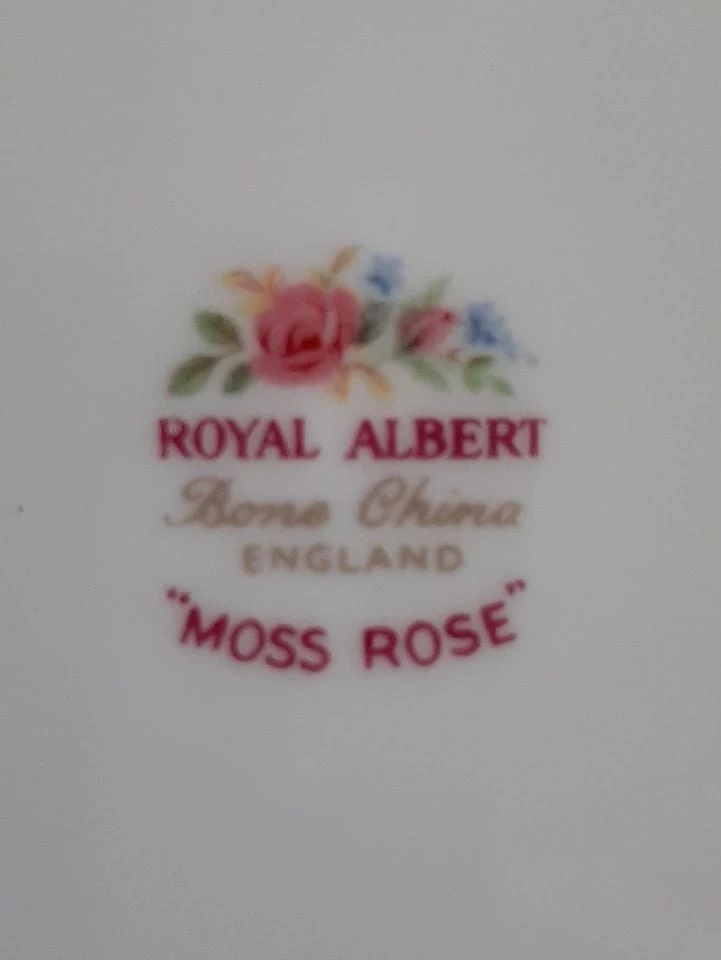 ROYAL ALBERT
Bone China
ENGLAND
"MOSS ROSE"